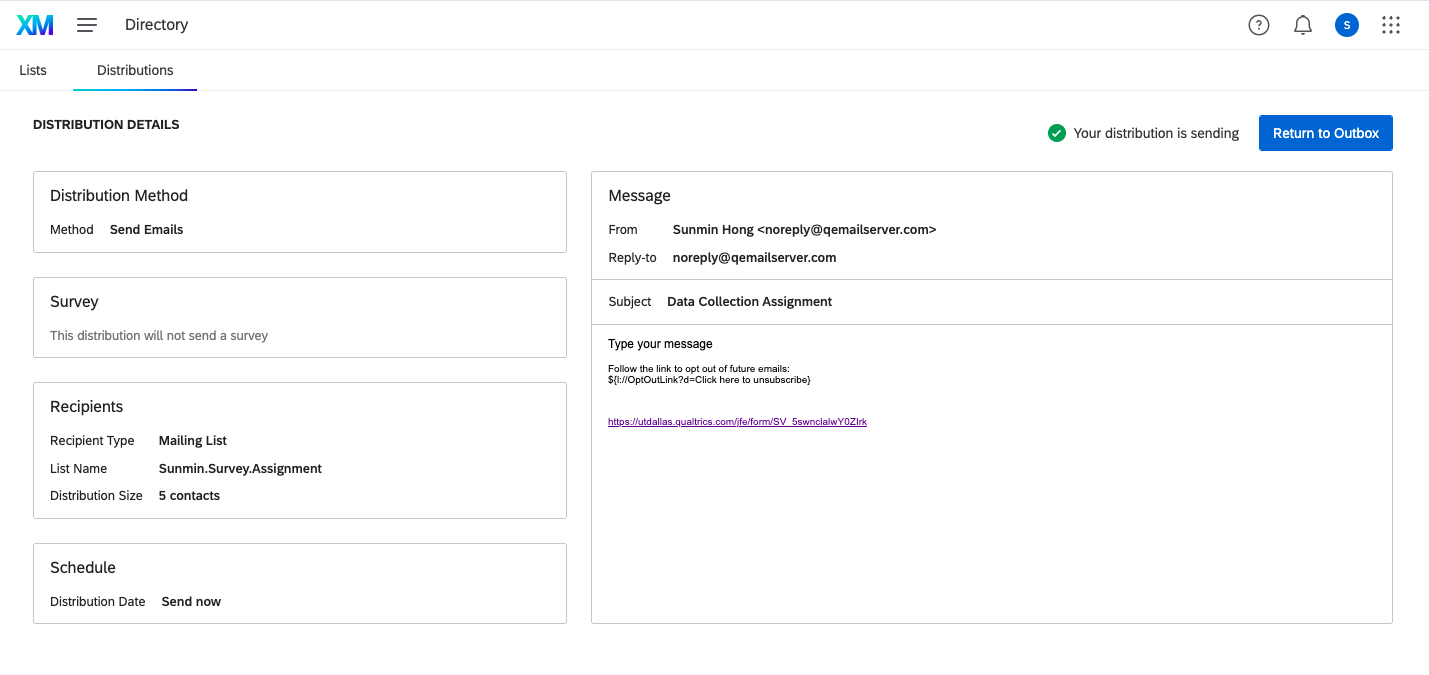 XM Directory ? S
Lists Distributions
DISTRIBUTION DETAILS
Your distribution is sending Return to Outbox
Distribution Method
Method Send Emails
Survey
This distribution will not send a survey
Recipients
Recipient Type Mailing List
List Name Sunmin.Survey.Assignment
Distribution Size 5 contacts
Schedule
Distribution Date Send now
Message
From Sunmin Hong <noreply@qemailserver.com>
Reply-to noreply@qemailserver.com
Subject Data Collection Assignment
Type your message
Follow the link to opt out of future emails:
${l://OptOutLink?d=Click here to unsubscribe}
https://utdallas.qualtrics.com/jfe/form/SV_5swnclalwY0ZIrk